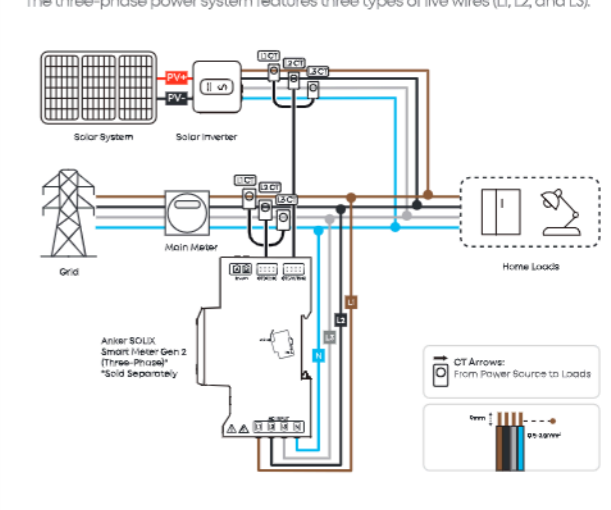 The three-phase power system features three types of live wires (L1, L2, and L3).
L1 CT
L2 CT
L3 CT
PV+
PV-
Solar System
Solar Inverter
L1 CT
L2 CT
L3 CT
Main Meter
Grid
Home Loads
L1
L2
L3
N
Anker SOLIX
Smart Meter Gen 2
(Three-Phase)*
*Sold Separately
CT Arrows:
From Power Source to Loads
L1 L2 L3 N